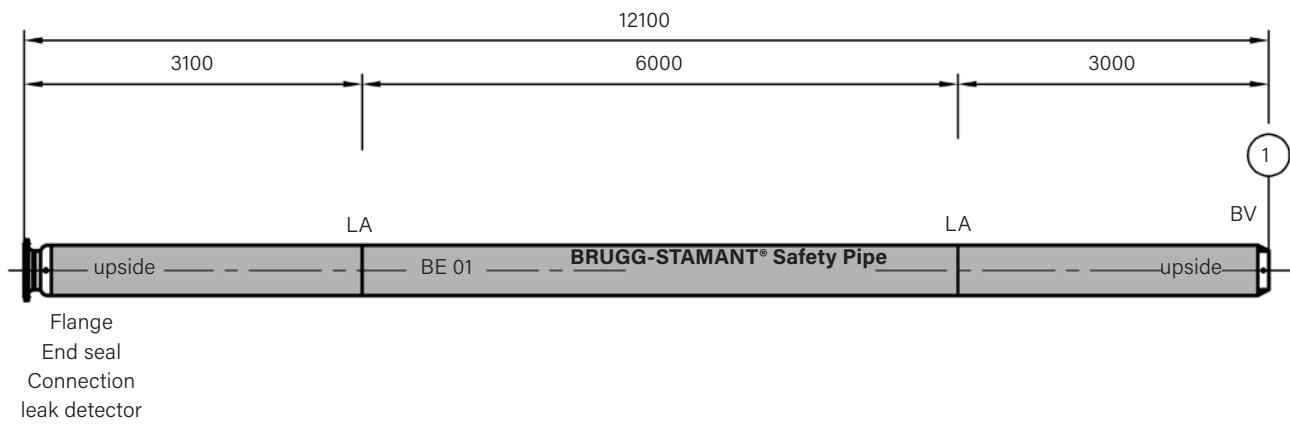 12100
3100
6000
3000
1
LA
LA
BV
upside
BE 01
BRUGG-STAMANT® Safety Pipe
upside
Flange
End seal
Connection
leak detector